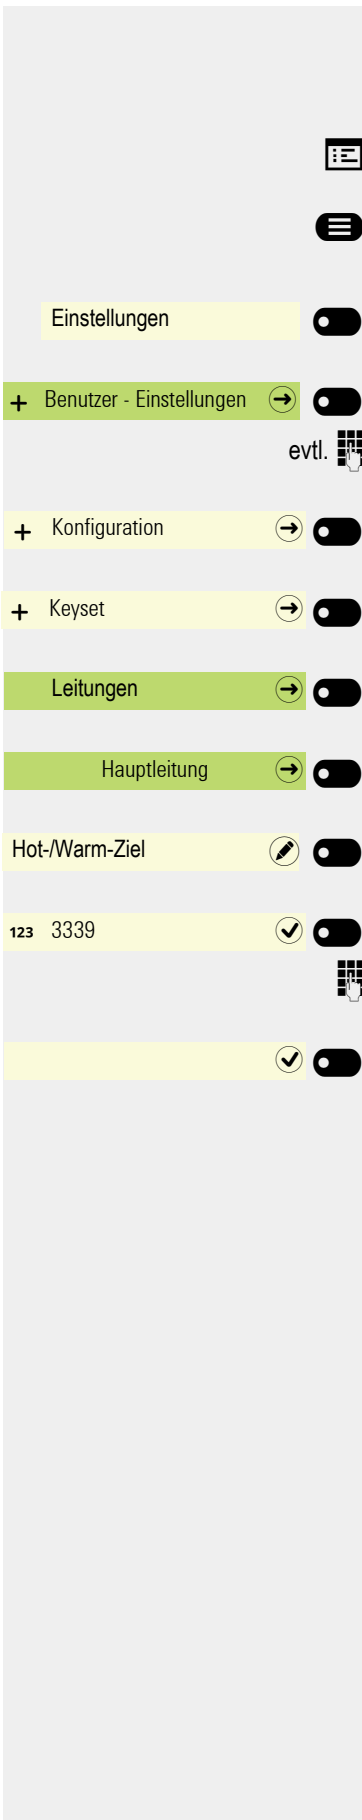 Einstellungen
+ Benutzer - Einstellungen
evtl.
+ Konfiguration
+ Keyset
Leitungen
Hauptleitung
Hot-/Warm-Ziel
123 3339